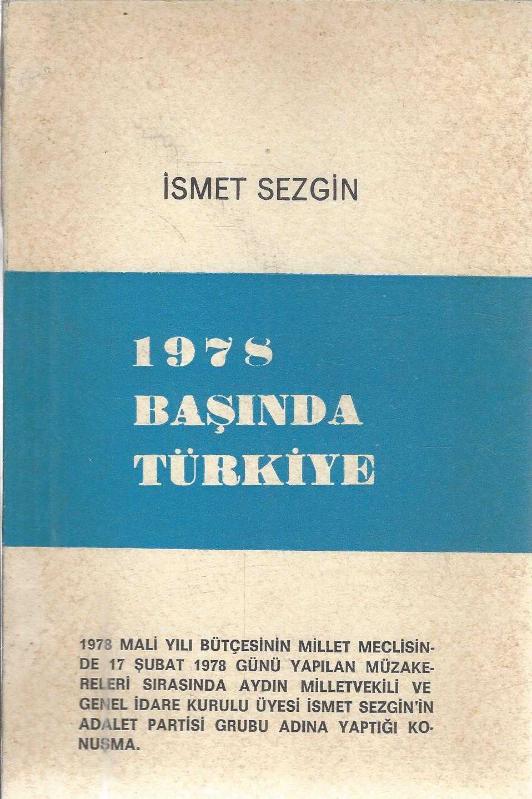 İSMET SEZGİN
1978
BAŞINDA
TÜRKİYE
1978 MALİ YILI BÜTÇESİNİN MİLLET MECLİSİN-
DE 17 ŞUBAT 1978 GÜNÜ YAPILAN MÜZAKE-
RELERİ SIRASINDA AYDIN MİLLETVEKİLİ VE
GENEL İDARE KURULU ÜYESİ İSMET SEZGİN'İN
ADALET PARTİSİ GRUBU ADINA YAPTIĞI KO-
NUŞMA.